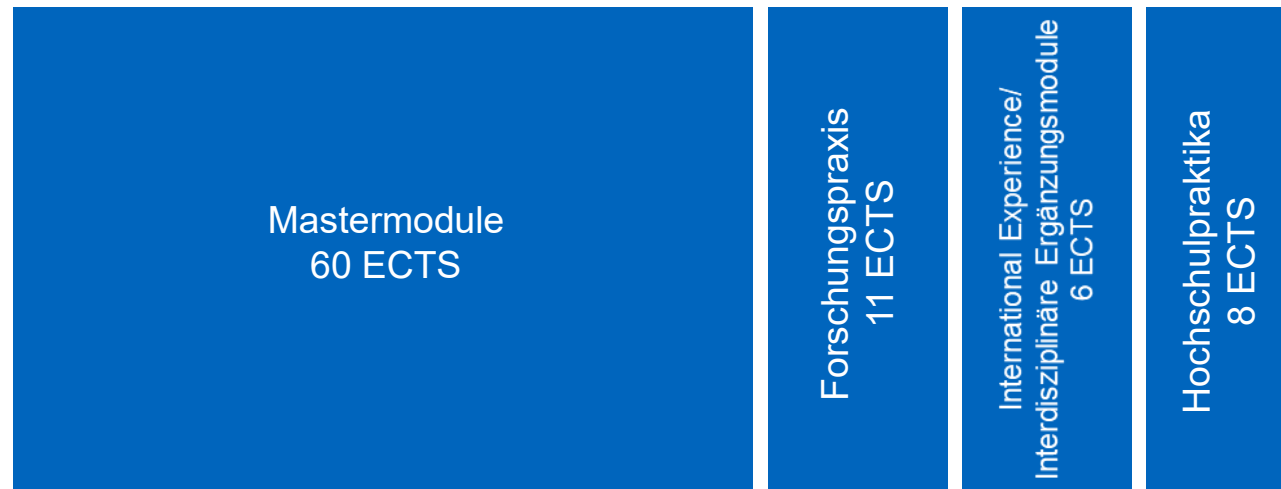 Mastermodule
60 ECTS
Forschungspraxis
11 ECTS
International Experience/
Interdisziplinäre Ergänzungsmodule
6 ECTS
Hochschulpraktika
8 ECTS